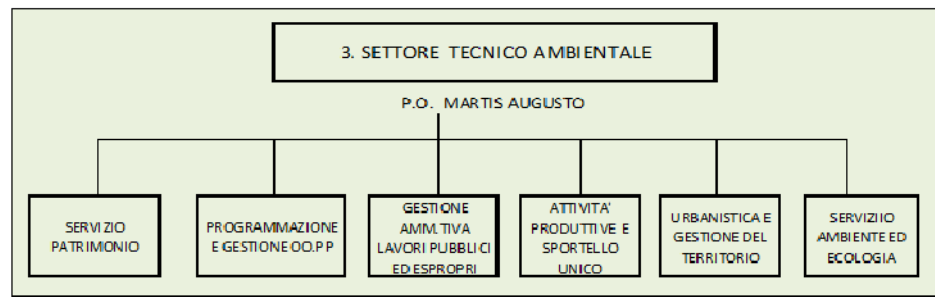 3. SETTORE TECNICO AMBIENTALE
P.O. MARTIS AUGUSTO
SERVIZIO
PATRIMONIO
PROGRAMMAZIONE
E GESTIONE OO.PP
GESTIONE
AMM.TIVA
LAVORI PUBBLICI
ED ESPROPRI
ATTIVITA'
PRODUTTIVE E
SPORTELLO
UNICO
URBANISTICA E
GESTIONE DEL
TERRITORIO
SERVIZIIO
AMBIENTE ED
ECOLOGIA